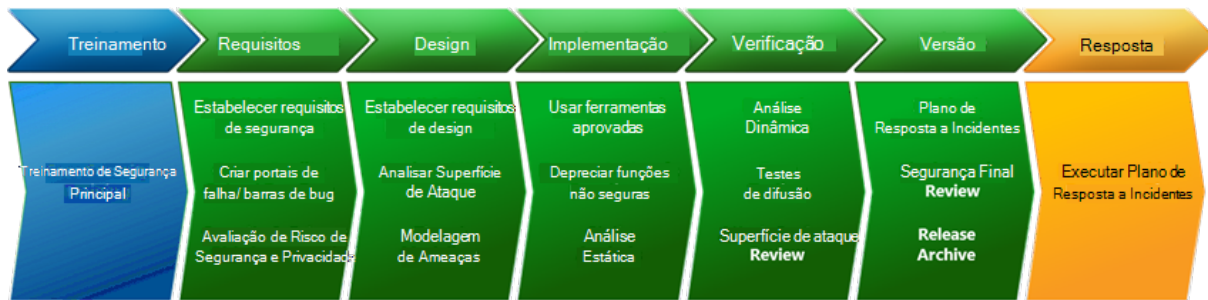 Treinamento
Requisitos
Design
Implementação
Verificação
Versão
Resposta
Treinamento de Segurança
Principal
Estabelecer requisitos
de segurança
Criar portais de
falha/ barras de bug
Avaliação de Risco de
Segurança e Privacidade
Estabelecer requisitos
de design
Analisar Superfície
de Ataque
Modelagem
de Ameaças
Usar ferramentas
aprovadas
Depreciar funções
não seguras
Análise
Estática
Análise
Dinâmica
Testes
de difusão
Superfície de ataque
Review
Plano de
Resposta a Incidentes
Segurança Final
Review
Release
Archive
Executar Plano de
Resposta a Incidentes